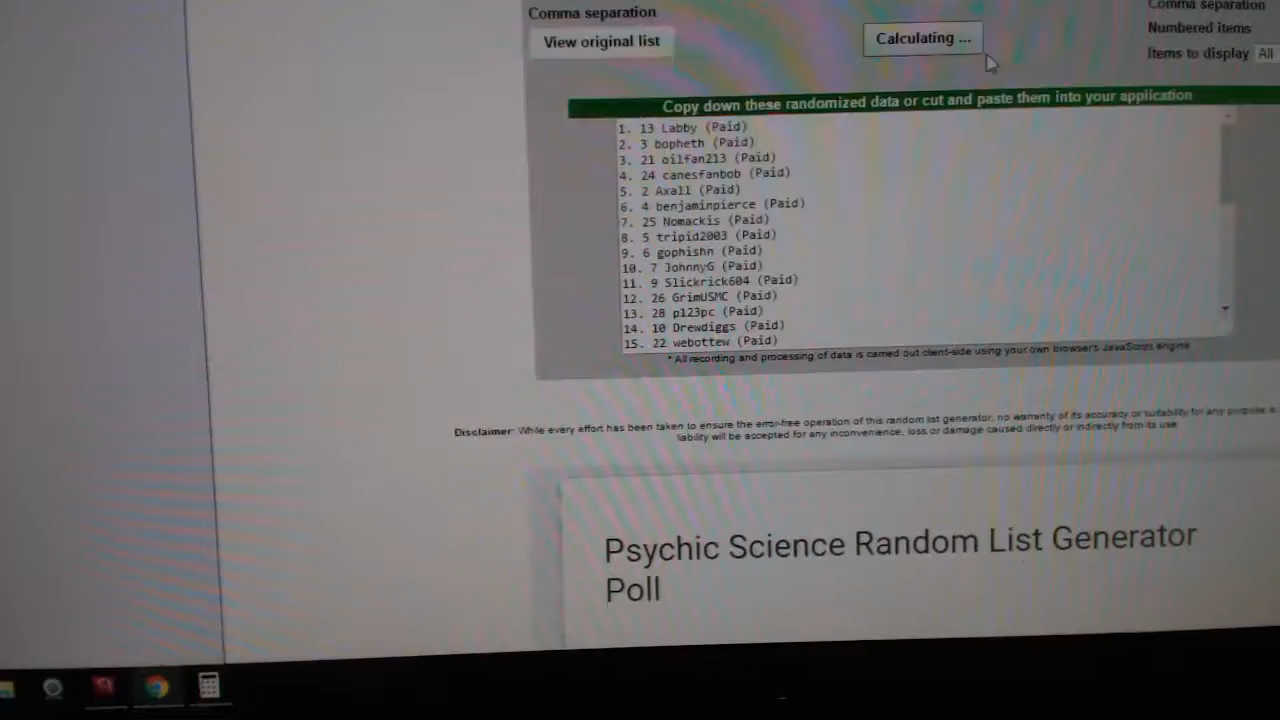 Comma separation
Comma separation
View original list
Calculating ...
Numbered items
Items to display All
Copy down these randomized data or cut and paste them into your application
1. 13 Labby (Paid)
2. 3 bopheth (Paid)
3. 21 oilfan213 (Paid)
4. 24 canesfanbob (Paid)
5. 2 Axall (Paid)
6. 4 benjaminpierce (Paid)
7. 25 Nomackis (Paid)
8. 5 tripid2003 (Paid)
9. 6 gophishn (Paid)
10. 7 JohnnyG (Paid)
11. 9 Slickrick604 (Paid)
12. 26 GrimUSMC (Paid)
13. 28 p123pc (Paid)
14. 10 Drewdiggs (Paid)
15. 22 webottew (Paid)
* All recording and processing of data is carried out client-side using your own browser's JavaScript engine
Disclaimer: While every effort has been taken to ensure the error-free operation of this random list generator, no warranty of its accuracy or suitability for any purpose is
liability will be accepted for any inconvenience, loss or damage caused directly or indirectly from its use
Psychic Science Random List Generator
Poll